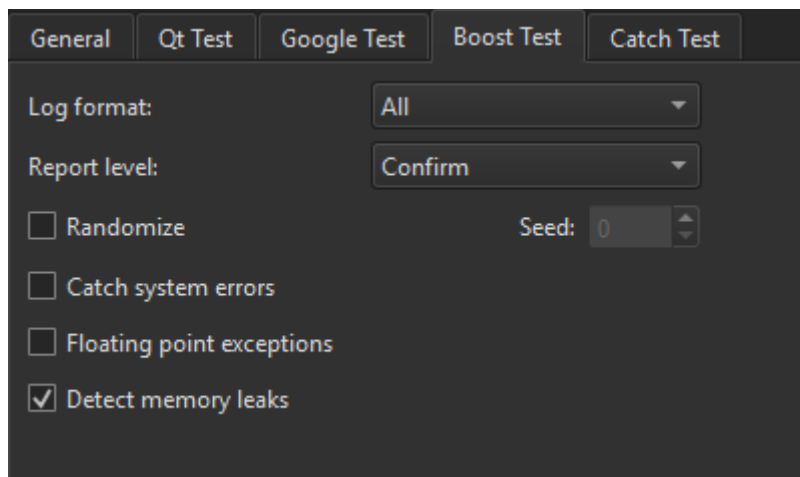 General Qt Test Google Test Boost Test Catch Test
Log format: All
Report level: Confirm
Randomize Seed: 0
Catch system errors
Floating point exceptions
Detect memory leaks